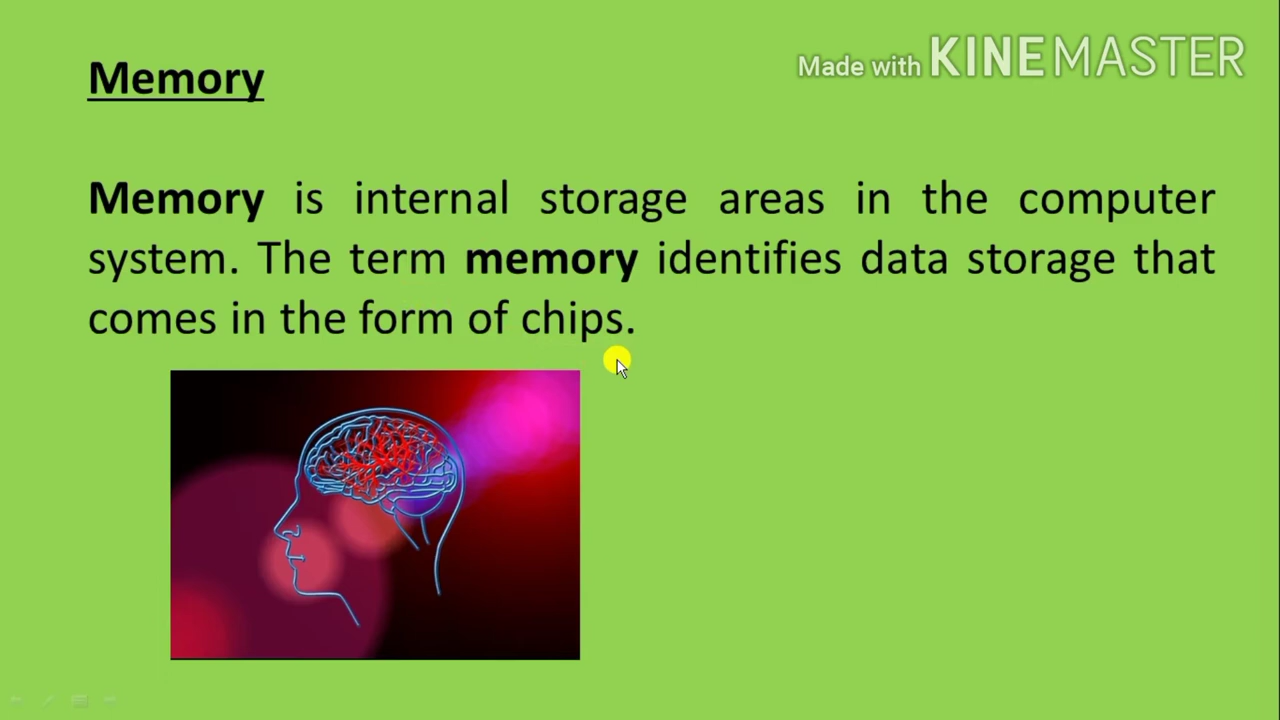 Made with KINEMASTER
Memory
Memory is internal storage areas in the computer
system. The term memory identifies data storage that
comes in the form of chips.